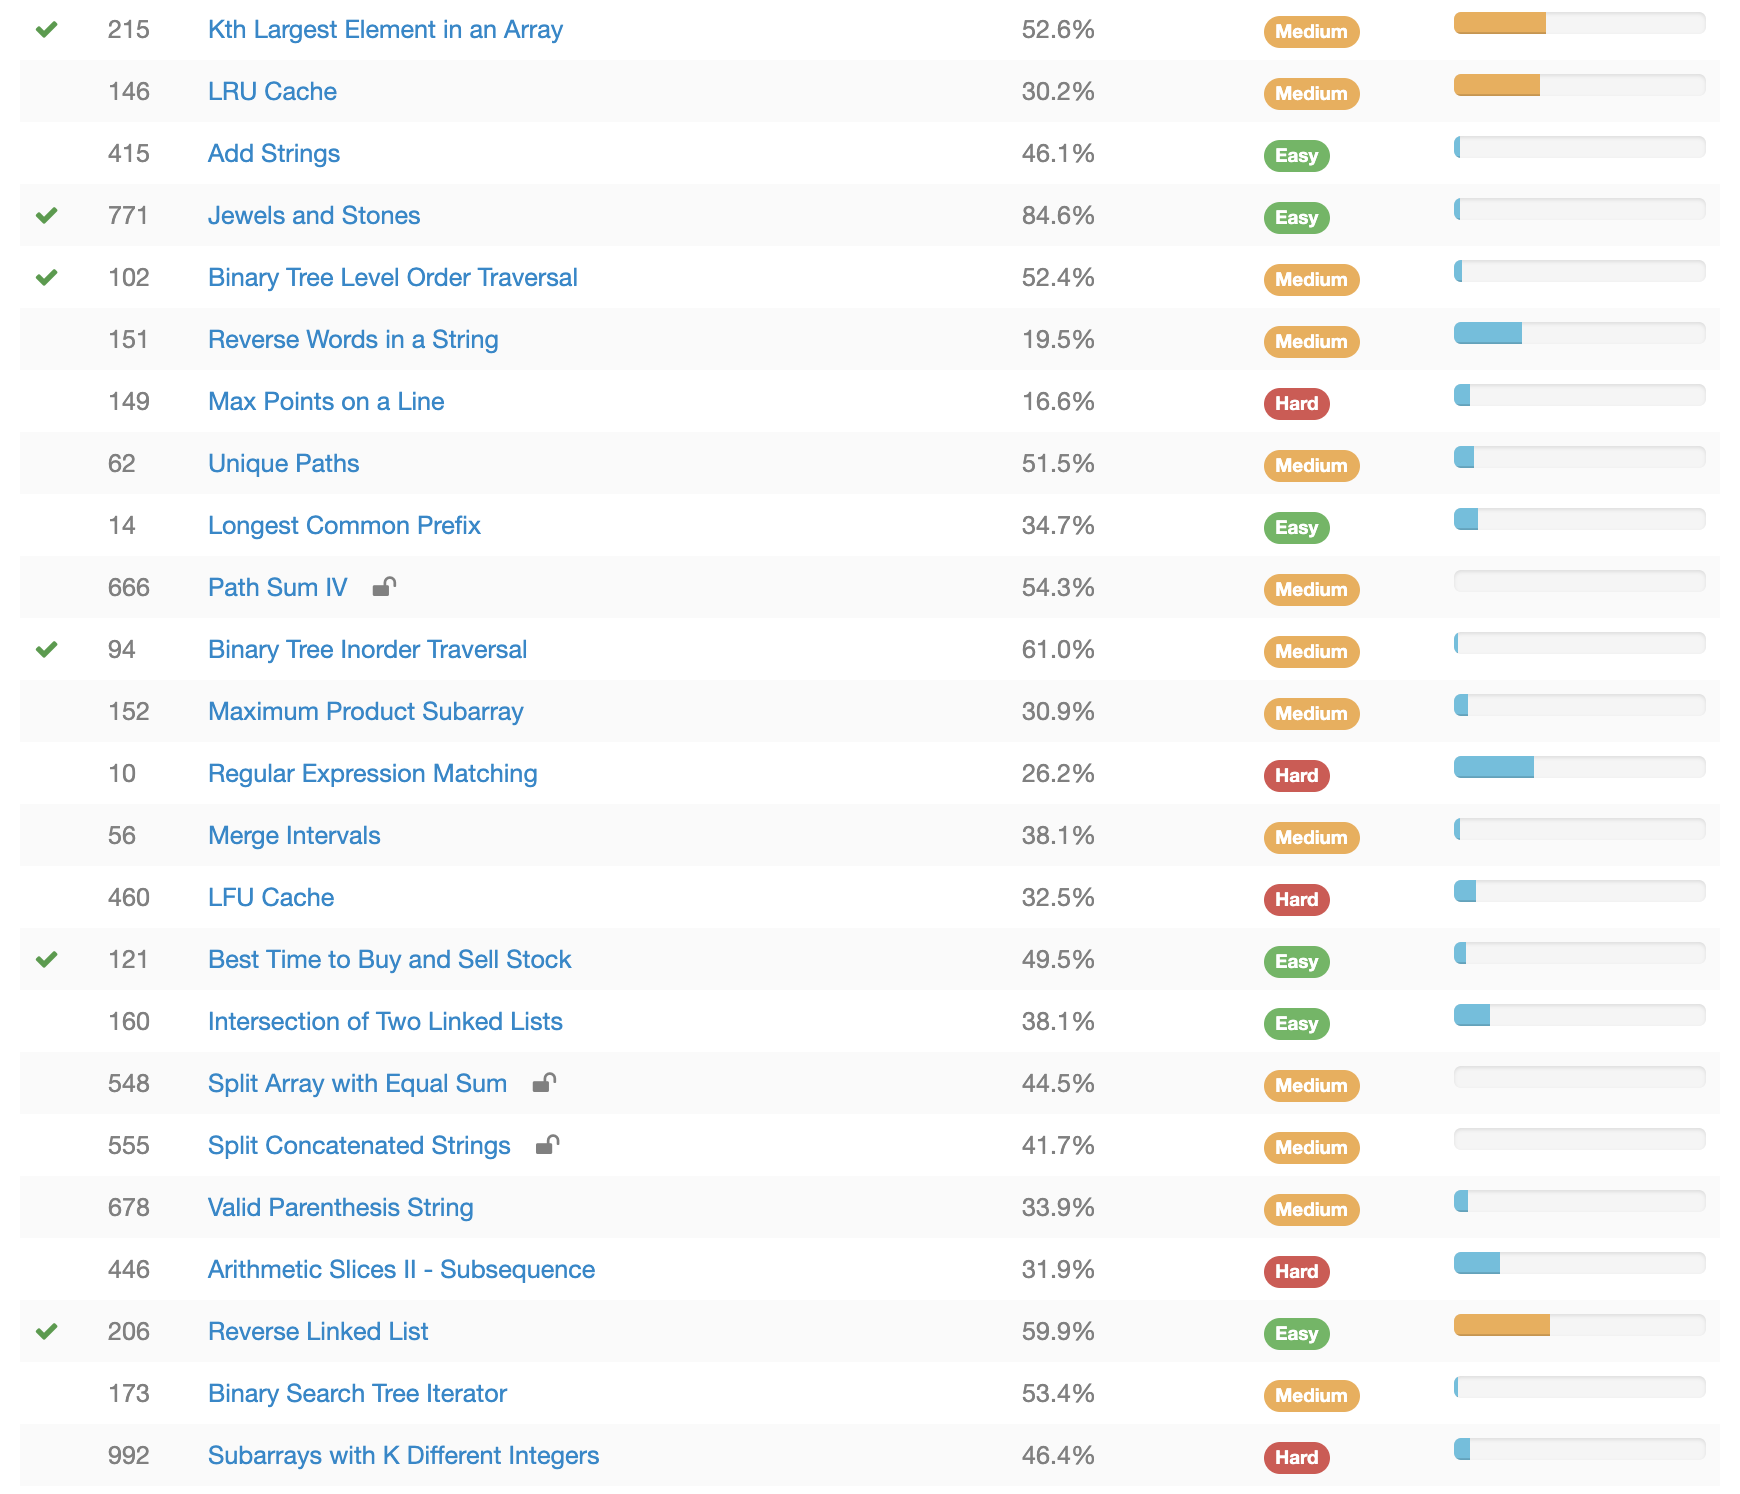 215 Kth Largest Element in an Array 52.6% Medium
146 LRU Cache 30.2% Medium
415 Add Strings 46.1% Easy
771 Jewels and Stones 84.6% Easy
102 Binary Tree Level Order Traversal 52.4% Medium
151 Reverse Words in a String 19.5% Medium
149 Max Points on a Line 16.6% Hard
62 Unique Paths 51.5% Medium
14 Longest Common Prefix 34.7% Easy
666 Path Sum IV 54.3% Medium
94 Binary Tree Inorder Traversal 61.0% Medium
152 Maximum Product Subarray 30.9% Medium
10 Regular Expression Matching 26.2% Hard
56 Merge Intervals 38.1% Medium
460 LFU Cache 32.5% Hard
121 Best Time to Buy and Sell Stock 49.5% Easy
160 Intersection of Two Linked Lists 38.1% Easy
548 Split Array with Equal Sum 44.5% Medium
555 Split Concatenated Strings 41.7% Medium
678 Valid Parenthesis String 33.9% Medium
446 Arithmetic Slices II - Subsequence 31.9% Hard
206 Reverse Linked List 59.9% Easy
173 Binary Search Tree Iterator 53.4% Medium
992 Subarrays with K Different Integers 46.4% Hard